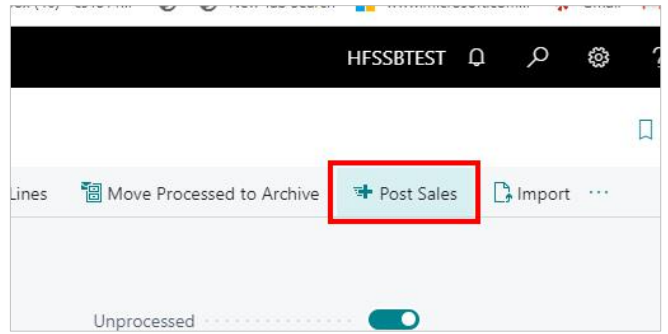 HFSSBTEST
Lines Move Processed to Archive Post Sales Import ...
Unprocessed